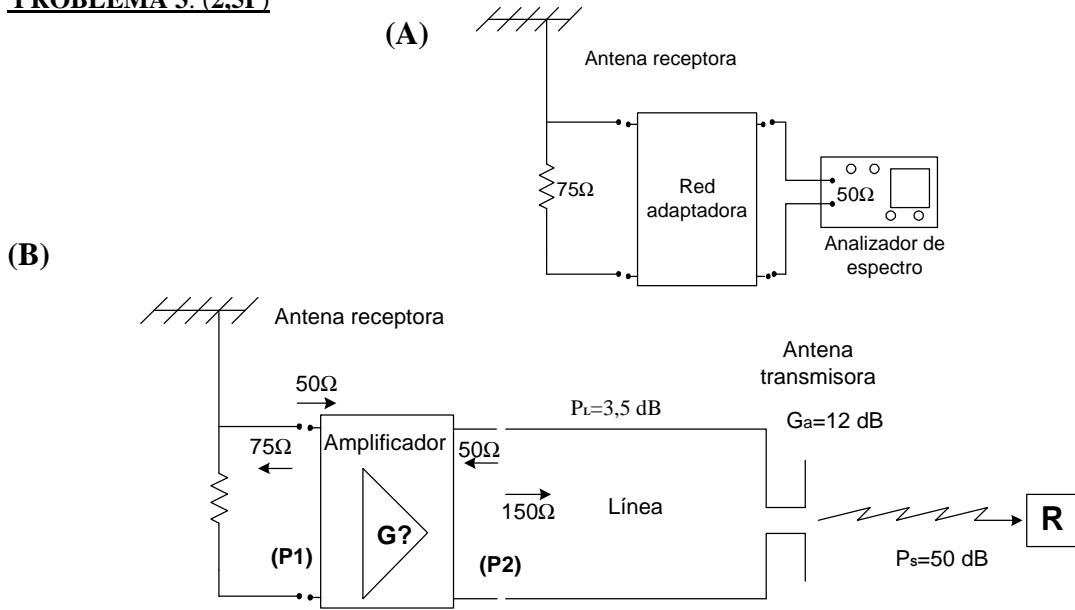 PROBLEMA 3. (2,5P)
(A)
Antena receptora
75Ω
Red
adaptadora
50Ω
Analizador de
espectro
(B)
Antena receptora
50Ω
75Ω
Amplificador
G?
(P1)
(P2)
50Ω
150Ω
PL=3,5 dB
Línea
Antena
transmisora
Ga=12 dB
Ps=50 dB
R